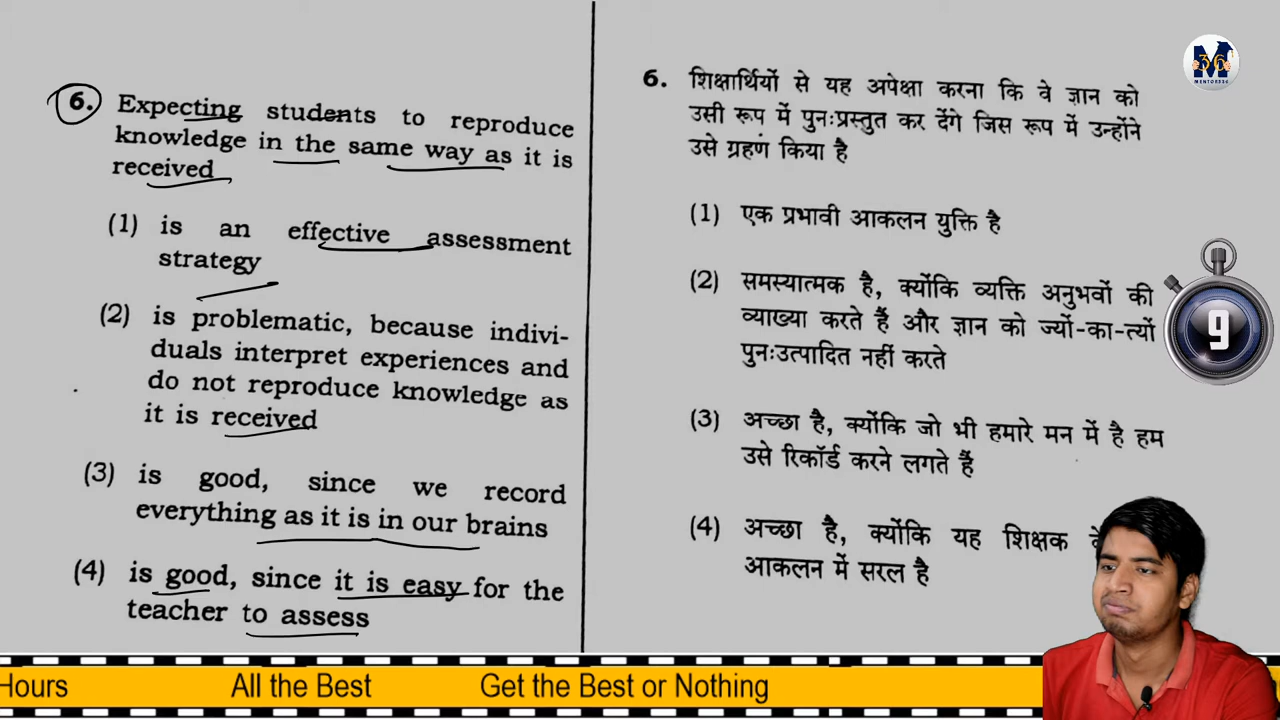 6. Expecting students to reproduce
knowledge in the same way as it is
received
(1) is an effective assessment
strategy
(2) is problematic, because indivi-
duals interpret experiences and
do not reproduce knowledge as
it is received
(3) is good, since we record
everything as it is in our brains
(4) is good, since it is easy for the
teacher to assess
6. शिक्षार्थियों से यह अपेक्षा करना कि वे ज्ञान को
उसी रूप में पुनःप्रस्तुत कर देंगे जिस रूप में उन्होंने
उसे ग्रहण किया है
(1) एक प्रभावी आकलन युक्ति है
(2) समस्यात्मक है, क्योंकि व्यक्ति अनुभवों की
व्याख्या करते हैं और ज्ञान को ज्यों-का-त्यों
पुनःउत्पादित नहीं करते
(3) अच्छा है, क्योंकि जो भी हमारे मन में है हम
उसे रिकॉर्ड करने लगते हैं
(4) अच्छा है, क्योंकि यह शिक्षक
आकलन में सरल है
M
36
MENTORS36
9
Hours All the Best Get the Best or Nothing